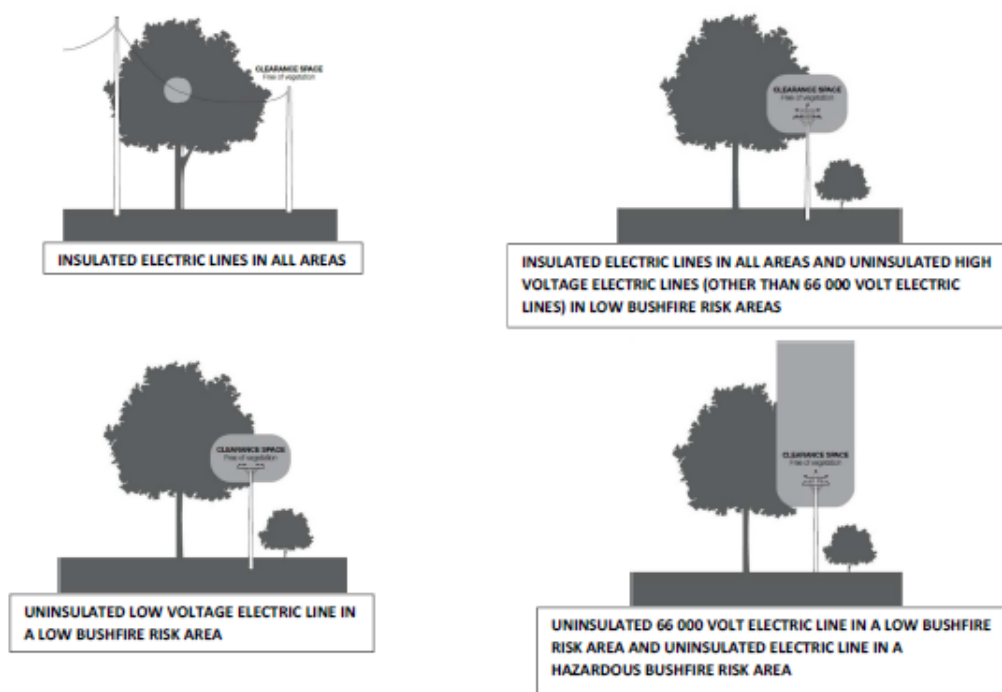 CLEARANCE SPACE
Free of vegetation
INSULATED ELECTRIC LINES IN ALL AREAS
CLEARANCE SPACE
Free of vegetation
INSULATED ELECTRIC LINES IN ALL AREAS AND UNINSULATED HIGH
VOLTAGE ELECTRIC LINES (OTHER THAN 66 000 VOLT ELECTRIC
LINES) IN LOW BUSHFIRE RISK AREAS
CLEARANCE SPACE
Free of vegetation
UNINSULATED LOW VOLTAGE ELECTRIC LINE IN
A LOW BUSHFIRE RISK AREA
CLEARANCE SPACE
Free of vegetation
UNINSULATED 66 000 VOLT ELECTRIC LINE IN A LOW BUSHFIRE
RISK AREA AND UNINSULATED ELECTRIC LINE IN A
HAZARDOUS BUSHFIRE RISK AREA